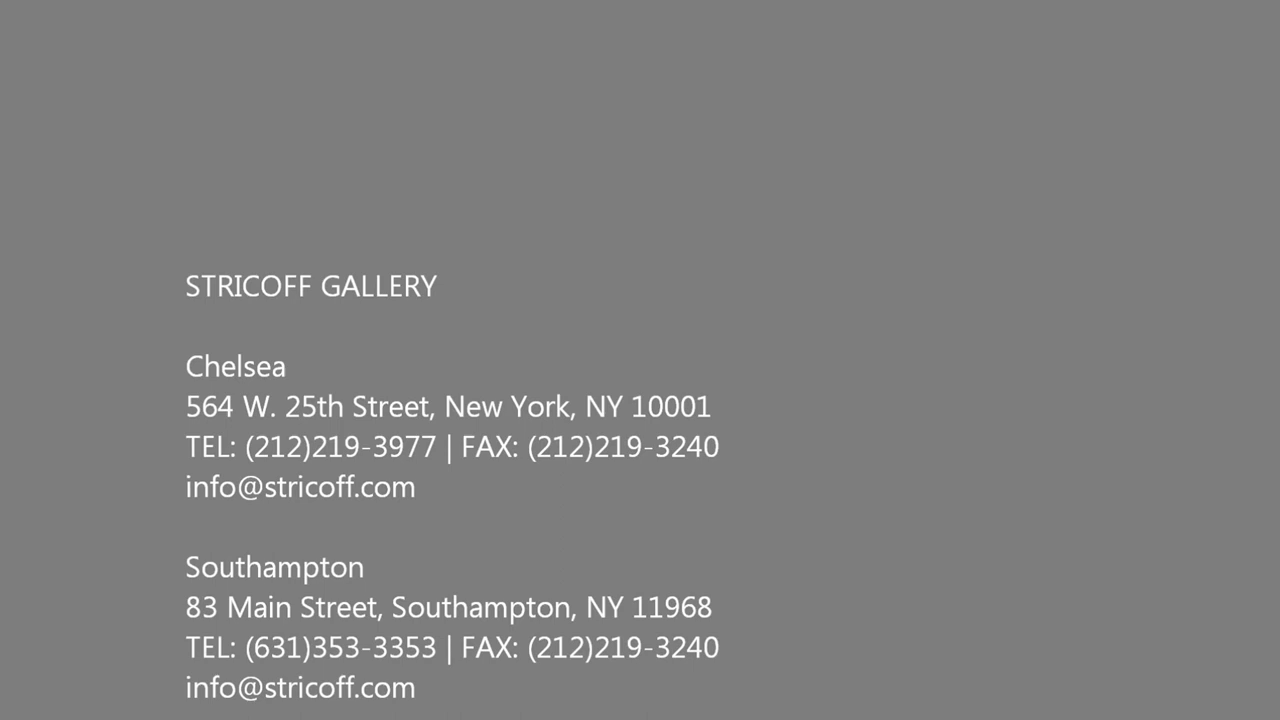 STRICOFF GALLERY
Chelsea
564 W. 25th Street, New York, NY 10001
TEL: (212)219-3977 | FAX: (212)219-3240
info@stricoff.com
Southampton
83 Main Street, Southampton, NY 11968
TEL: (631)353-3353 | FAX: (212)219-3240
info@stricoff.com